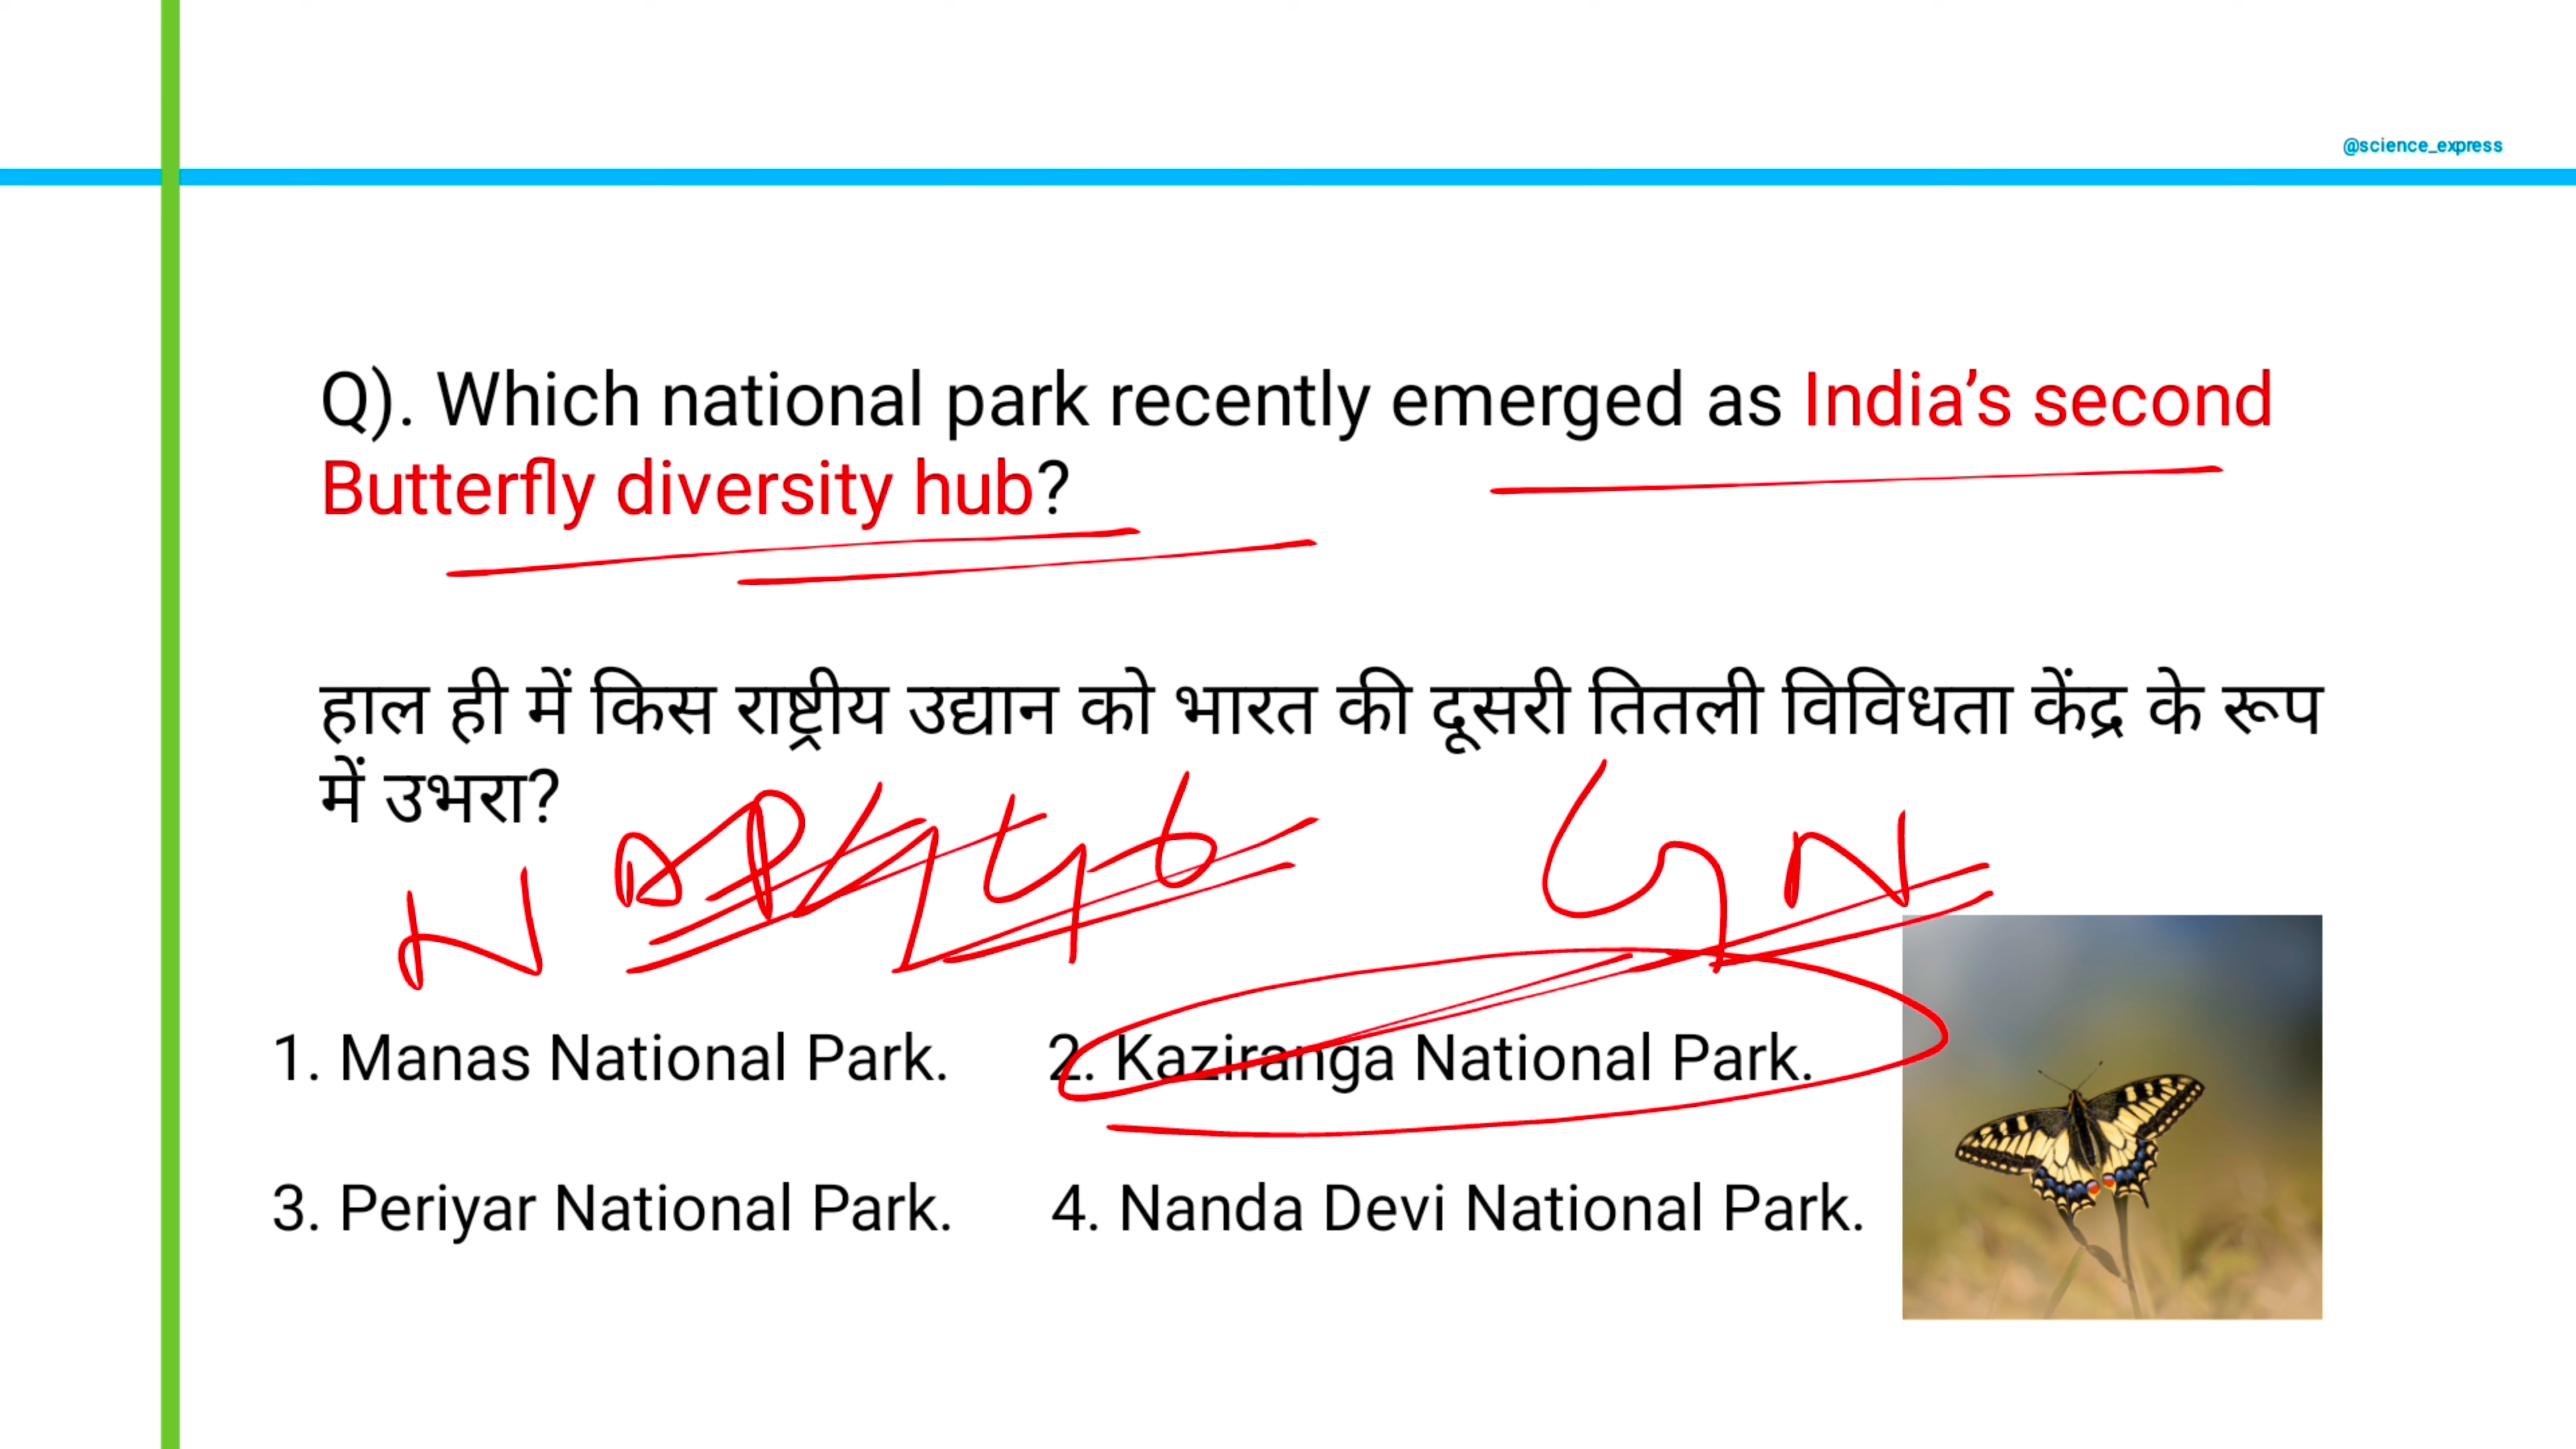 @science_express
Q). Which national park recently emerged as India’s second
Butterfly diversity hub?
हाल ही में किस राष्ट्रीय उद्यान को भारत की दूसरी तितली विविधता केंद्र के रूप
में उभरा?
1. Manas National Park. 2. Kaziranga National Park.
3. Periyar National Park. 4. Nanda Devi National Park.